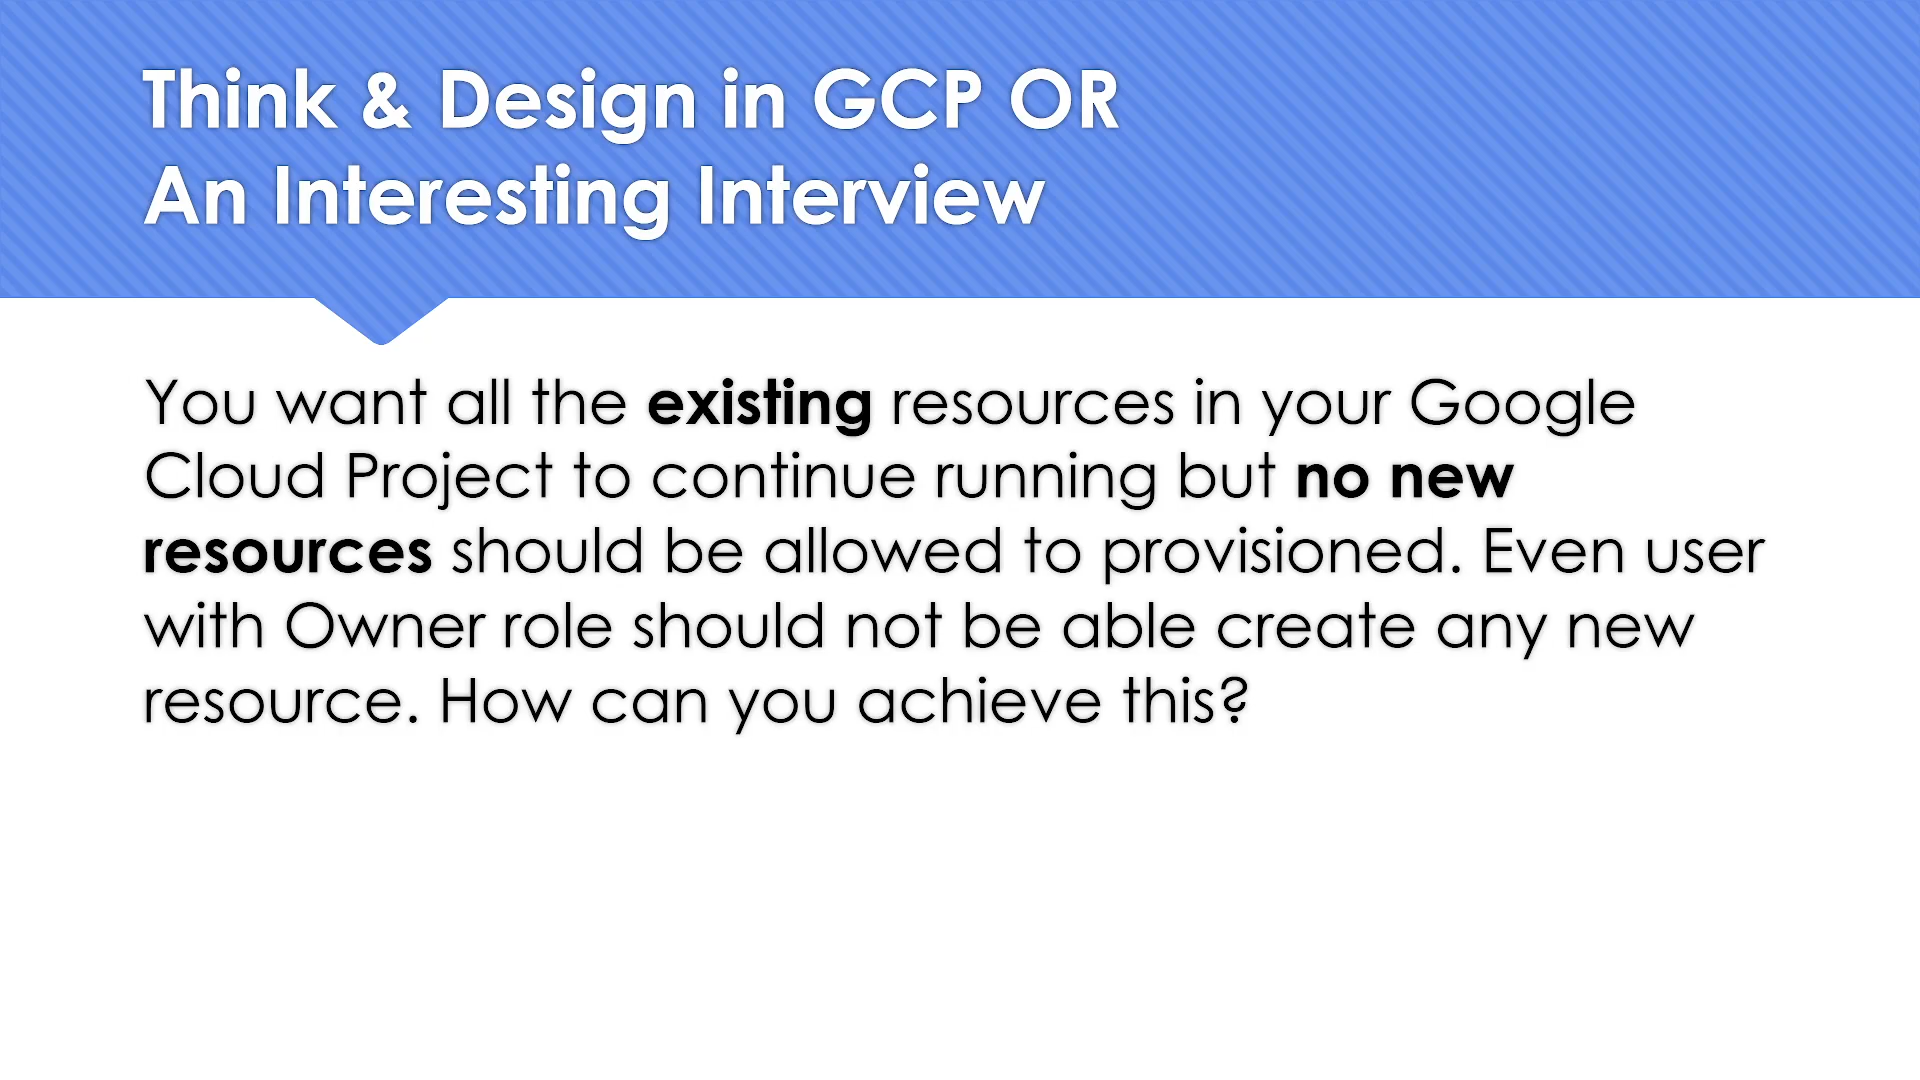 Think & Design in GCP OR
An Interesting Interview
You want all the existing resources in your Google
Cloud Project to continue running but no new
resources should be allowed to provisioned. Even user
with Owner role should not be able create any new
resource. How can you achieve this?